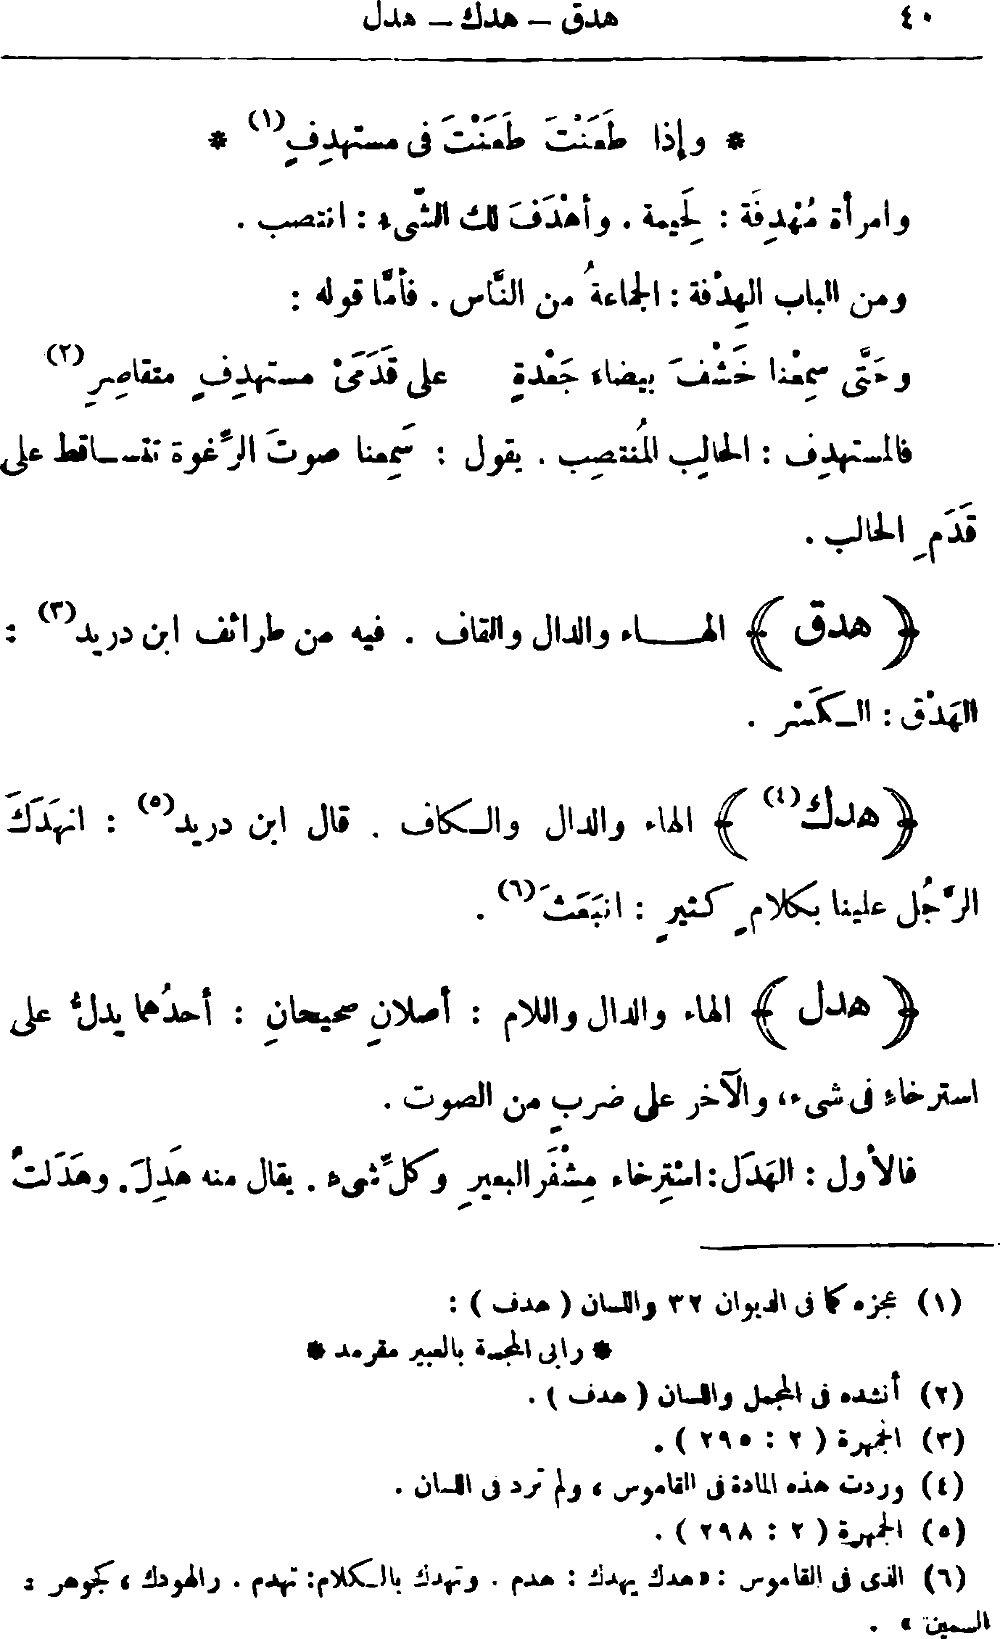 ٤٠ هدق – هدك – هدل
* وإذا طَعَنْتَ طَعَنْتَ فى مستهدِفٍ(١) *
وامرأة مُهْدِفَة : لَحِيمة . وأهْدَفَ لك الشّىء : انتصب .
ومن الباب الهِدْفة : الجماعةُ من النَّاس . فأمَّا قوله :
وحَتَّى سمِعْنا خَشْفَ بيضاء جَعْدةٍ على قَدَمَىْ مستهدِفٍ متقاصِرِ(٢)
فالمستهدِف : الحالِب المُنتصِب . يقول : سَمِعنا صوتَ الرَّغوة تتساقط على
قَدَمِ الحالب .
﴿ هدق ﴾ الهاء والدال والقاف . فيه من طرائف ابن دريد(٣) :
الهَدْق : الكَسْر .
﴿ هدك(٤) ﴾ الهاء والدال والكاف . قال ابن دريد(٥) : انهَدَكَ
الرَّجُل علينا بكلامٍ كثيرٍ : انبَعَثَ(٦) .
﴿ هدل ﴾ الهاء والدال واللام : أصلانِ صحيحانِ : أحدُهما يدلُّ على
استرخاءِ فى شىء، والآخر على ضربٍ من الصوت .
فالأول : الهَدَل: اسْتِرخاء مِشْفَر البعيرِ وكلِّ شىء . يقال منه هَدِلَ . وهَدَلتُ
(١) عجزه كما فى الديوان ٣٢ واللسان ( هدف ) :
* رابى المجسة بالعبير مقرمد *
(٢) أنشده فى المجمل واللسان ( هدف ) .
(٣) الجمهرة ( ٢ : ٢٩٥ ) .
(٤) وردت هذه المادة فى القاموس ، ولم ترد فى اللسان .
(٥) الجمهرة ( ٢ : ٢٩٨ ) .
(٦) الذى فى القاموس : «هدك يهدك : هدم . وتهدك بالكلام: تهدم . والهودك ، كجوهر :
السمين » .